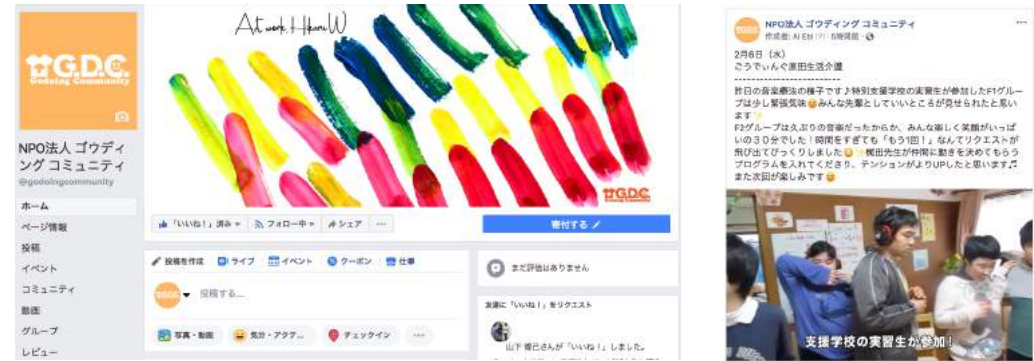 Art work. Hikaru.W
G.D.C.
Godoing Community
NPO法人 ゴウディ
ング コミュニティ
@godoingcommunity
ホーム
ページ情報
投稿
イベント
コミュニティ
動画
グループ
レビュー
G.D.C.
Godoing Community
「いいね！」済み
フォロー中
シェア
寄付する
投稿を作成
ライブ
イベント
クーポン
仕事
投稿する...
写真・動画
気分・アクテ...
チェックイン
まだ評価はありません
友達に「いいね！」をリクエスト
山下 博己さんが「いいね！」しました。
NPO法人 ゴウディング コミュニティ
2月6日（水）
ごうでぃんぐ原田生活介護
-------------------------
昨日の音楽療法の様子です♪特別支援学校の実習生が参加したF1グルー
プは少し緊張気味😅みんな先輩としていいところが見せられたと思い
ます✨
F2グループは久ぶりの音楽だったからか、みんな楽しく笑顔がいっぱ
いの３０分でした！時間をすぎても「もう1回！」なんてリクエストが
飛び出てびっくりしました😳✨梶田先生が仲間に動きを決めてもらう
プログラムを入れてくださり、テンションがよりUPしたと思います♫
また次回が楽しみです😄
支援学校の実習生が参加！